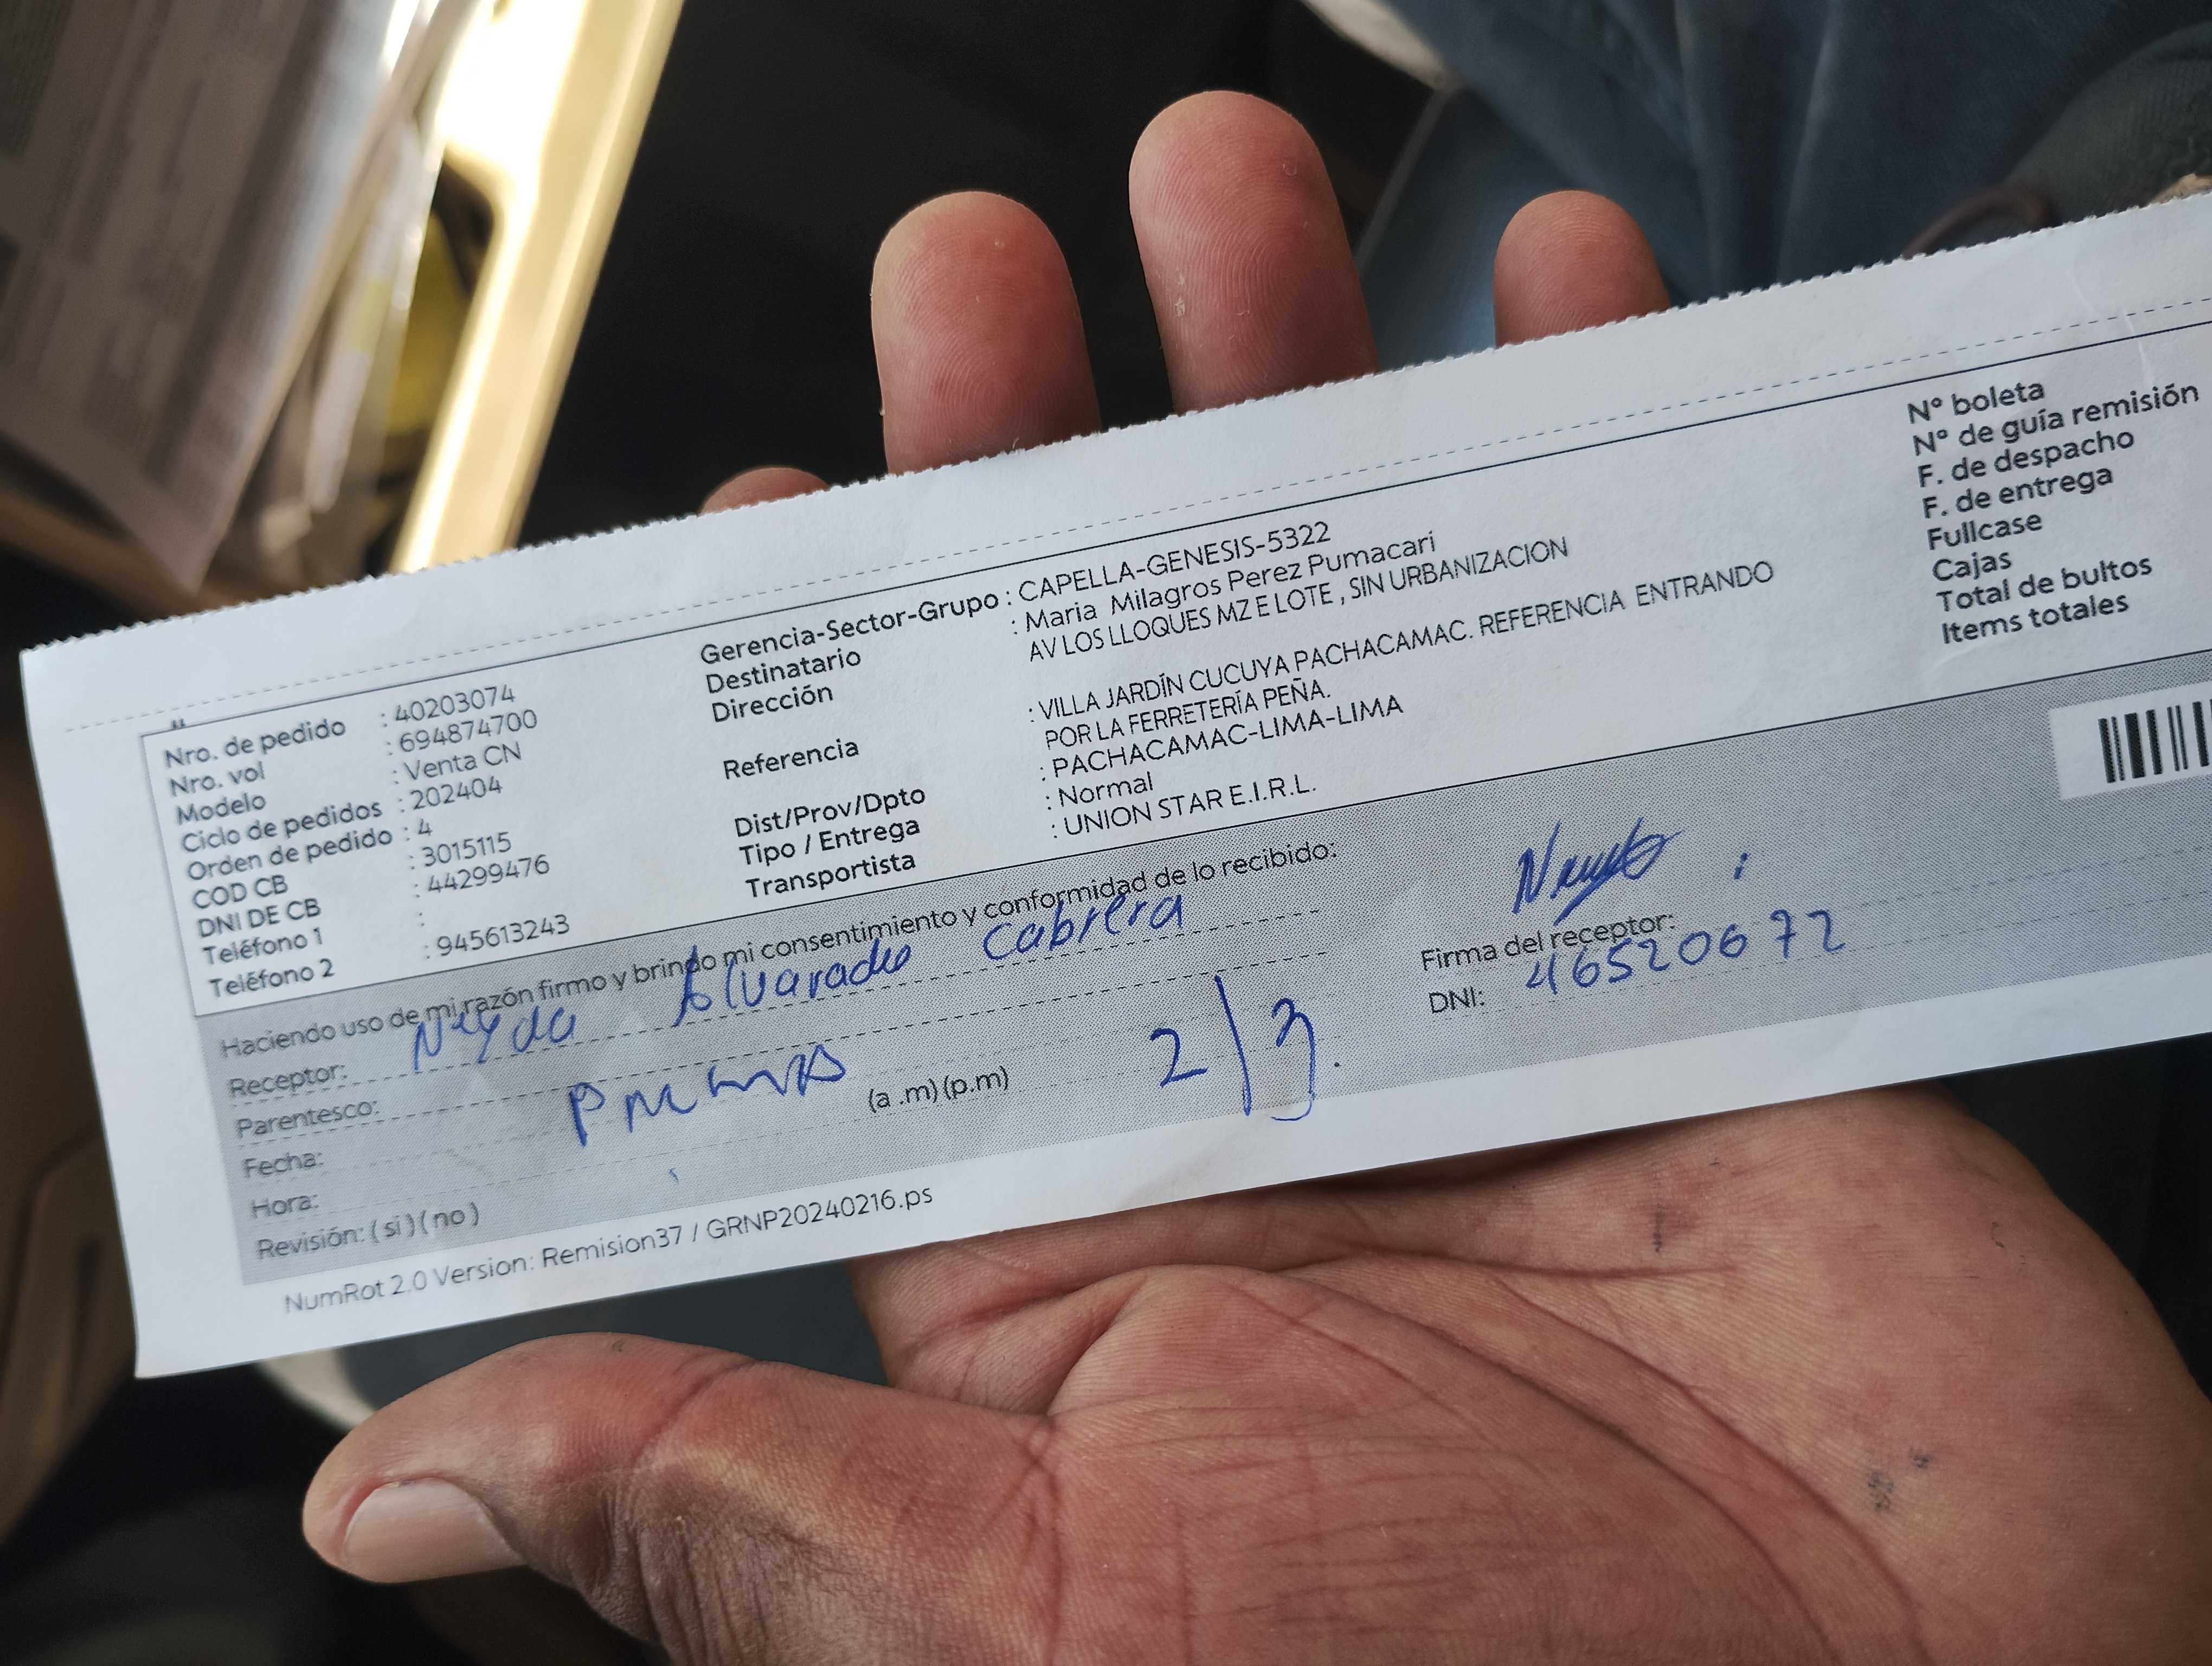 Nro. de pedido : 40203074
Nro. vol : 694874700
Modelo : Venta CN
Ciclo de pedidos : 202404
Orden de pedido : 4
COD CB : 3015115
DNI DE CB : 44299476
Teléfono 1 :
Teléfono 2 : 945613243
Gerencia-Sector-Grupo : CAPELLA-GENESIS-5322
Destinatario : Maria Milagros Perez Pumacari
Dirección AV LOS LLOQUES MZ E LOTE , SIN URBANIZACION
Referencia : VILLA JARDÍN CUCUYA PACHACAMAC. REFERENCIA ENTRANDO
POR LA FERRETERÍA PEÑA.
Dist/Prov/Dpto : PACHACAMAC-LIMA-LIMA
Tipo / Entrega : Normal
Transportista : UNION STAR E.I.R.L.
N° boleta
N° de guía remisión
F. de despacho
F. de entrega
Fullcase
Cajas
Total de bultos
Items totales
Haciendo uso de mi razón firmo y brindo mi consentimiento y conformidad de lo recibido:
Receptor: Neyda Alvarado Cabrera
Parentesco:
Fecha:
Hora: (a .m) (p.m) 2/3.
Revisión: ( si ) ( no )
Firma del receptor:
DNI: 46520672
NumRot 2.0 Version: Remision37 / GRNP20240216.ps